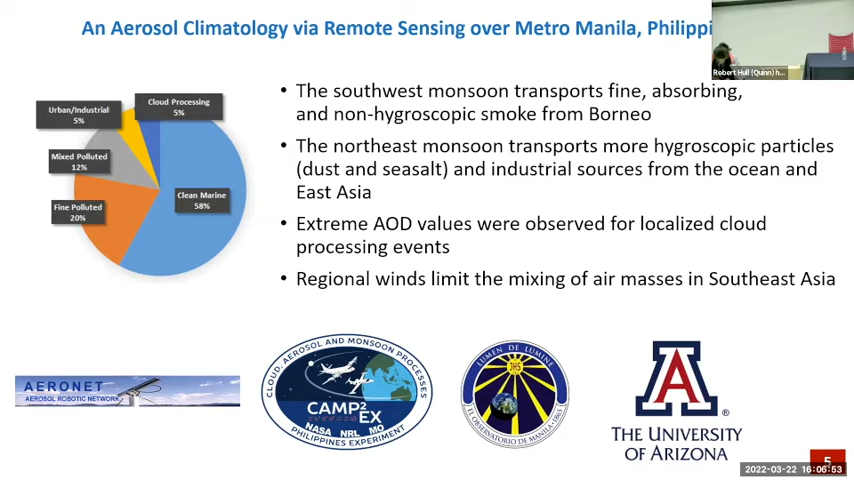 An Aerosol Climatology via Remote Sensing over Metro Manila, Philippi
Robert Hull (Quinn) h...
Cloud Processing
5%
Urban/Industrial
5%
Mixed Polluted
12%
Fine Polluted
20%
Clean Marine
58%
• The southwest monsoon transports fine, absorbing,
and non-hygroscopic smoke from Borneo
• The northeast monsoon transports more hygroscopic particles
(dust and seasalt) and industrial sources from the ocean and
East Asia
• Extreme AOD values were observed for localized cloud
processing events
• Regional winds limit the mixing of air masses in Southeast Asia
AERONET
AEROSOL ROBOTIC NETWORK
CLOUD, AEROSOL AND MONSOON PROCESSES
CAMP2
EX
NASA NRL MO
PHILIPPINES EXPERIMENT
LUMEN DE LUMINE
IHS
EL OBSERVATORIO DE MANILA 1865
A
®
THE UNIVERSITY
OF ARIZONA
5
2022-03-22 16:06:53